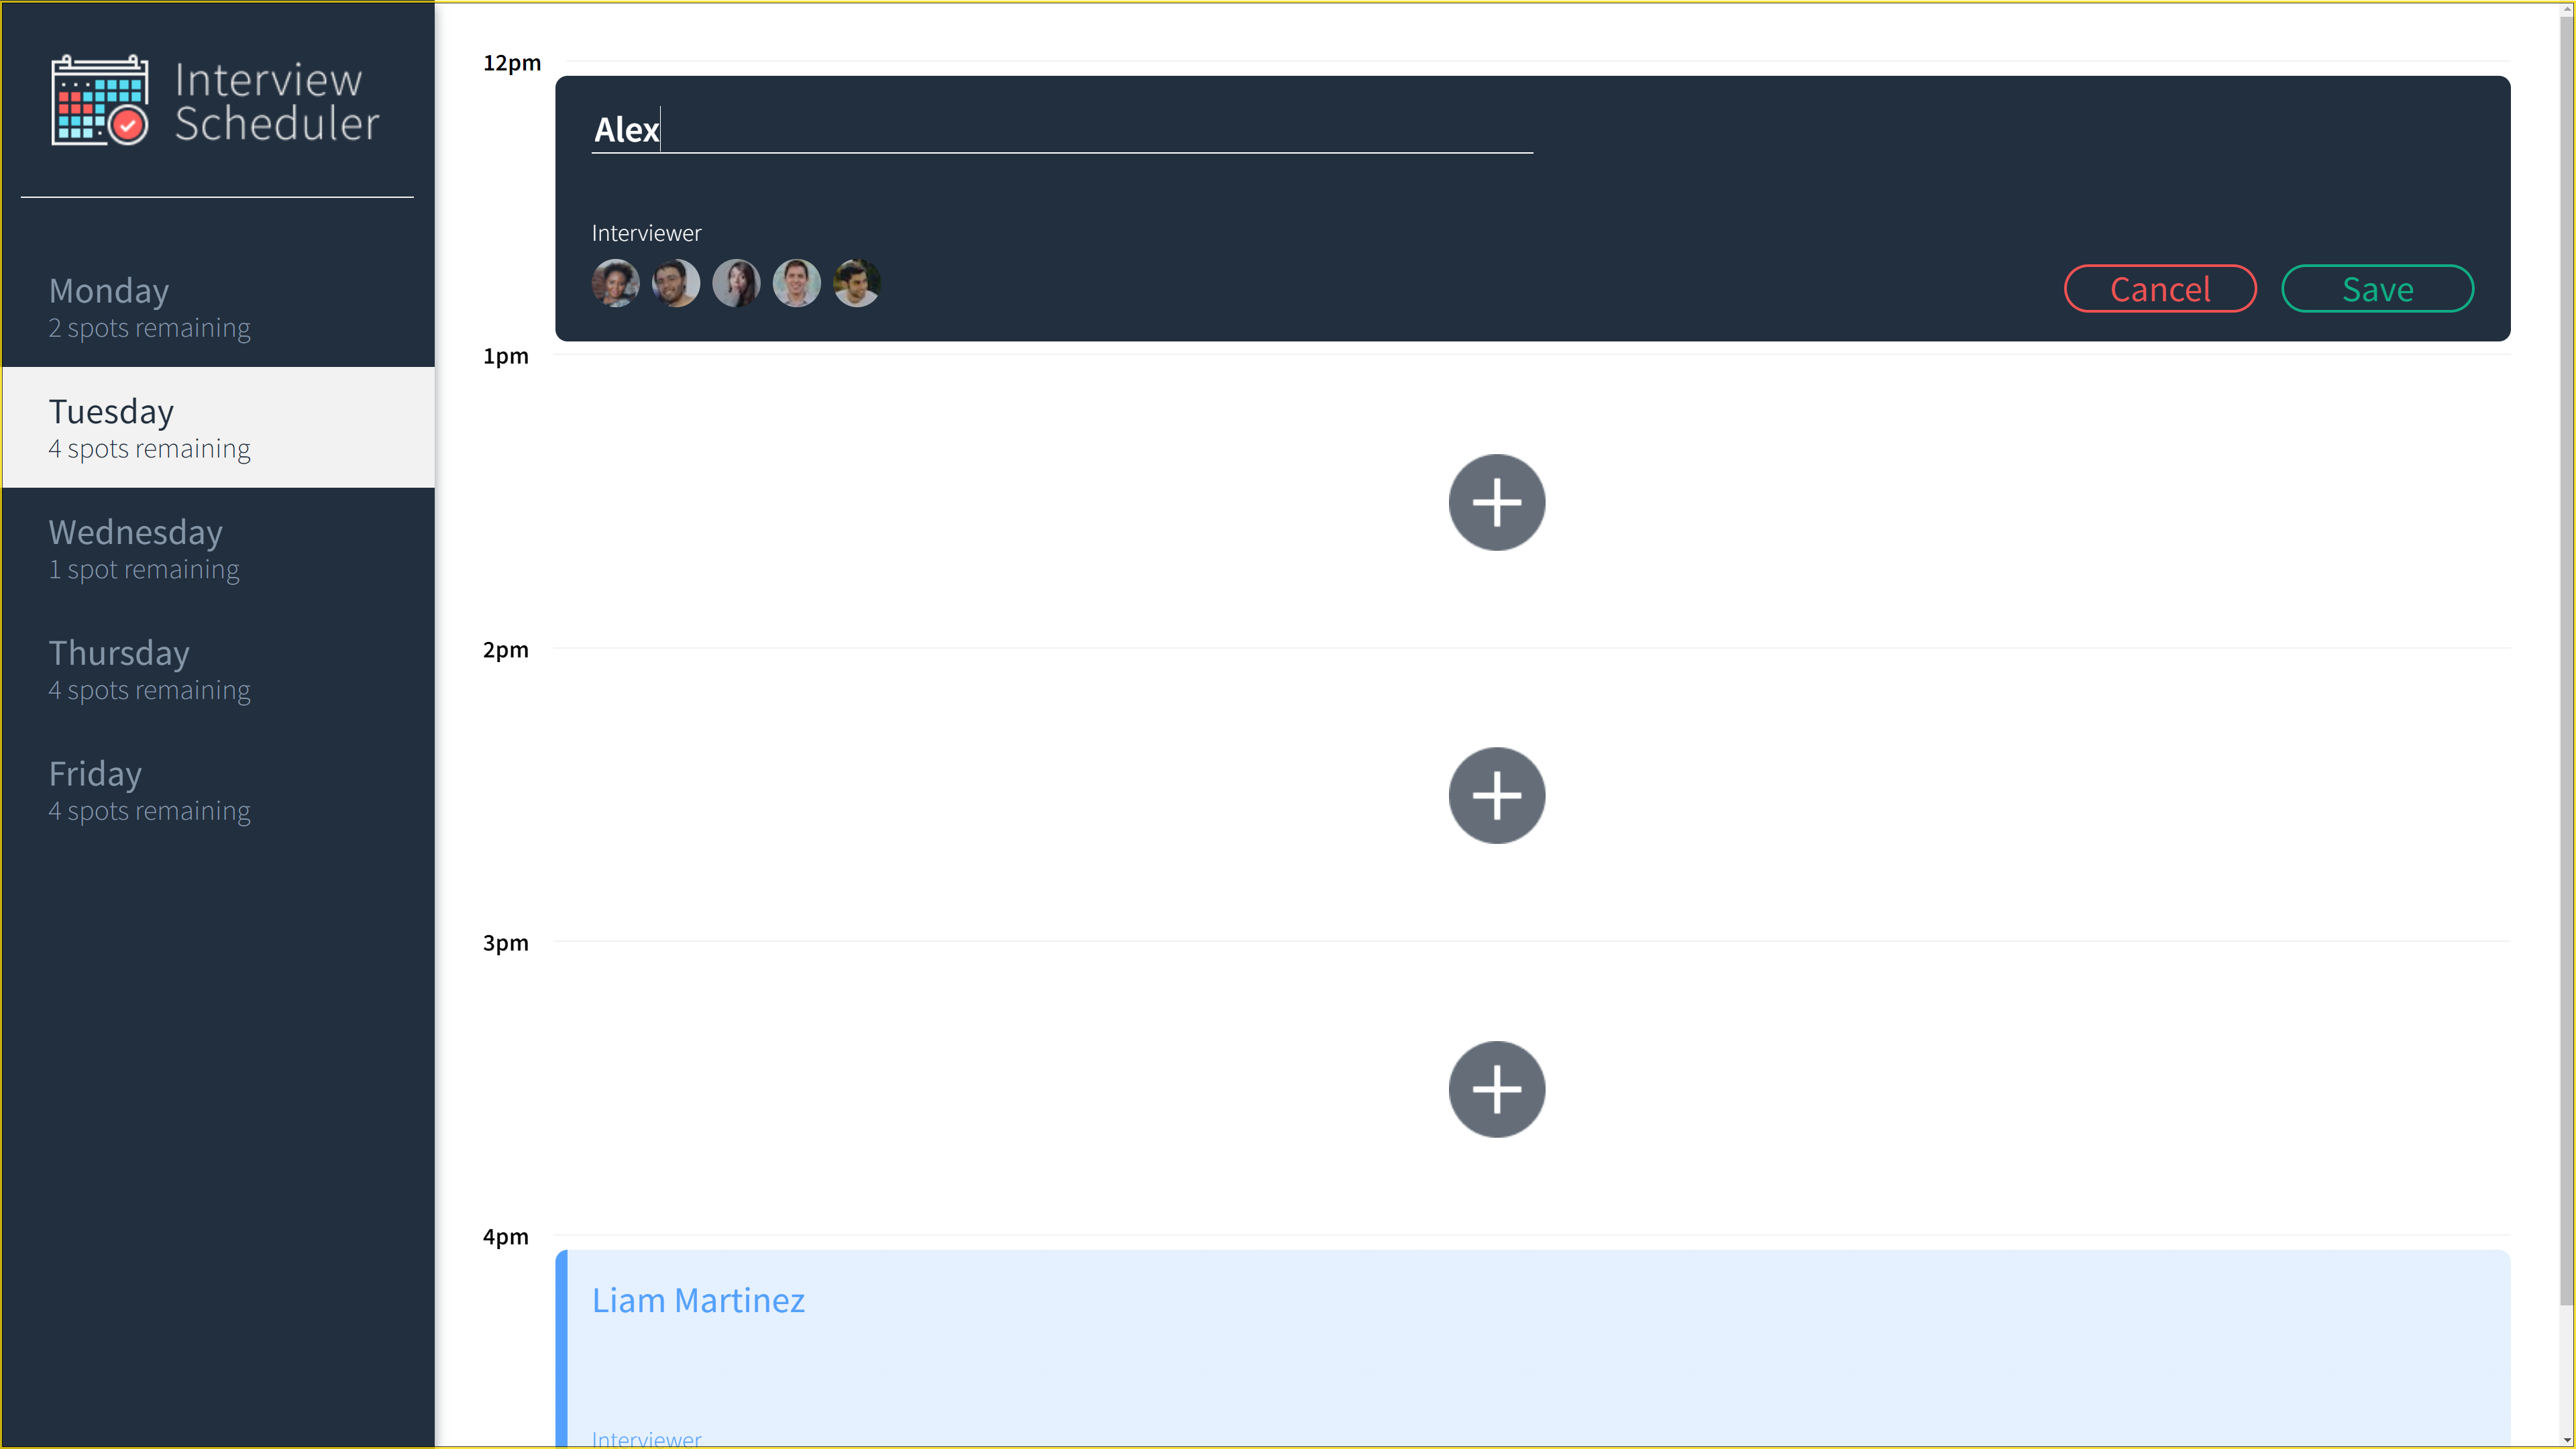 Interview
Scheduler
Monday
2 spots remaining
Tuesday
4 spots remaining
Wednesday
1 spot remaining
Thursday
4 spots remaining
Friday
4 spots remaining
12pm
Alex
Interviewer
Cancel
Save
1pm
2pm
3pm
4pm
Liam Martinez
Interviewer